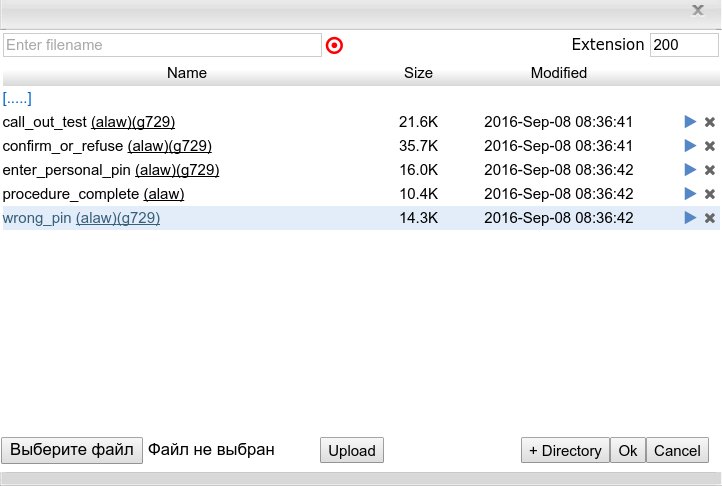 Enter filename Extension 200
Name Size Modified
[.....]
call_out_test (alaw)(g729) 21.6K 2016-Sep-08 08:36:41
confirm_or_refuse (alaw)(g729) 35.7K 2016-Sep-08 08:36:41
enter_personal_pin (alaw)(g729) 16.0K 2016-Sep-08 08:36:42
procedure_complete (alaw) 10.4K 2016-Sep-08 08:36:42
wrong_pin (alaw)(g729) 14.3K 2016-Sep-08 08:36:42
Выберите файл Файл не выбран Upload + Directory Ok Cancel